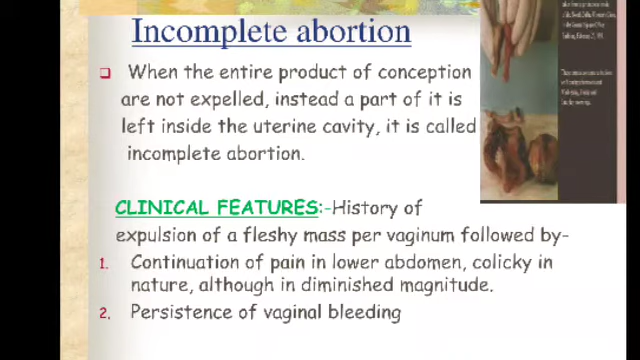 Incomplete abortion
When the entire product of conception
are not expelled, instead a part of it is
left inside the uterine cavity, it is called
incomplete abortion.
CLINICAL FEATURES:-History of
expulsion of a fleshy mass per vaginum followed by-
1. Continuation of pain in lower abdomen, colicky in
nature, although in diminished magnitude.
2. Persistence of vaginal bleeding